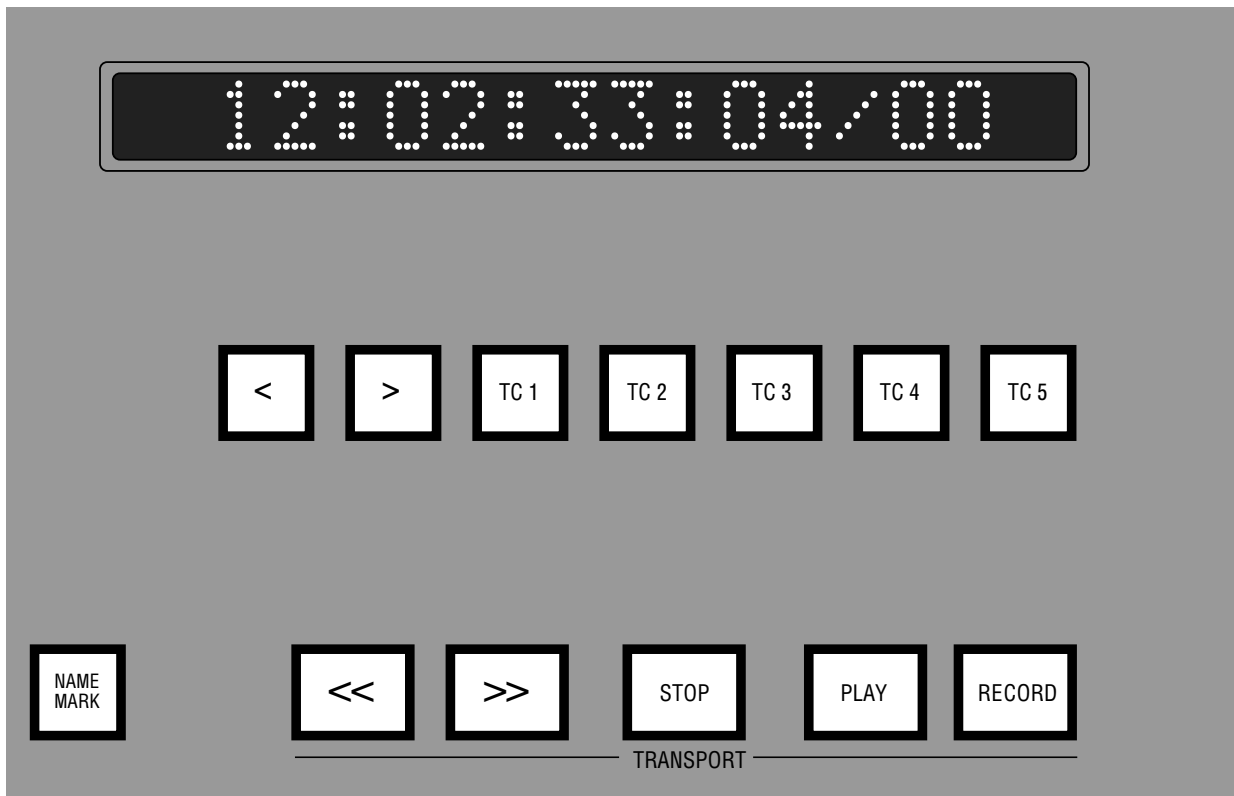 12:02:33:04/00
< > TC 1 TC 2 TC 3 TC 4 TC 5
NAME
MARK
<< >> STOP PLAY RECORD
TRANSPORT